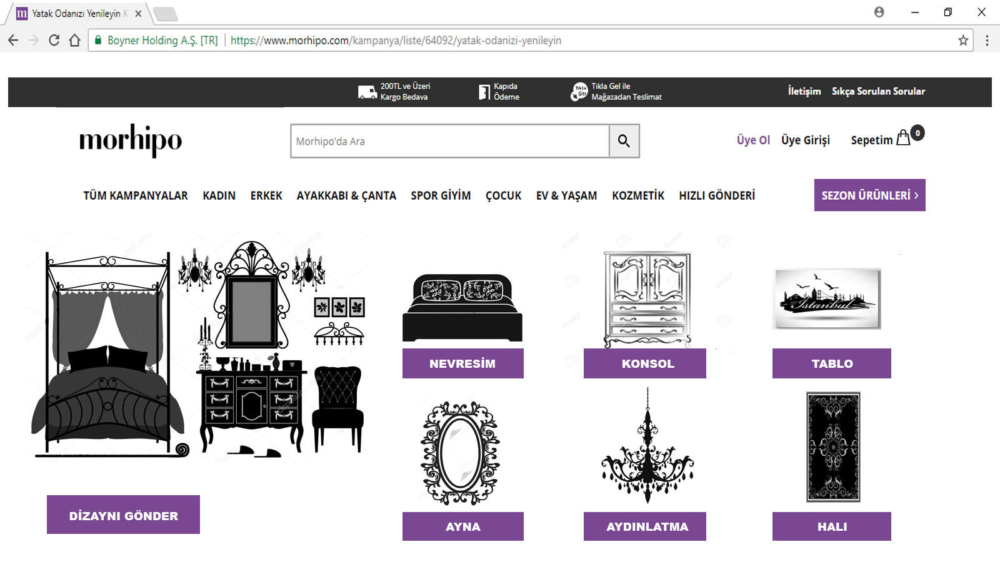 m Yatak Odanızı Yenileyin K
Boyner Holding A.Ş. [TR] https://www.morhipo.com/kampanya/liste/64092/yatak-odanizi-yenileyin
200TL ve Üzeri
Kargo Bedava
Kapıda
Ödeme
Tıkla
Gel
Tıkla Gel ile
Mağazadan Teslimat
İletişim
Sıkça Sorulan Sorular
morhipo
Morhipo'da Ara
Üye Ol
Üye Girişi
Sepetim
0
TÜM KAMPANYALAR KADIN ERKEK AYAKKABI & ÇANTA SPOR GİYİM ÇOCUK EV & YAŞAM KOZMETİK HIZLI GÖNDERİ
SEZON ÜRÜNLERİ >
İstanbul
NEVRESİM
KONSOL
TABLO
DİZAYNI GÖNDER
AYNA
AYDINLATMA
HALI